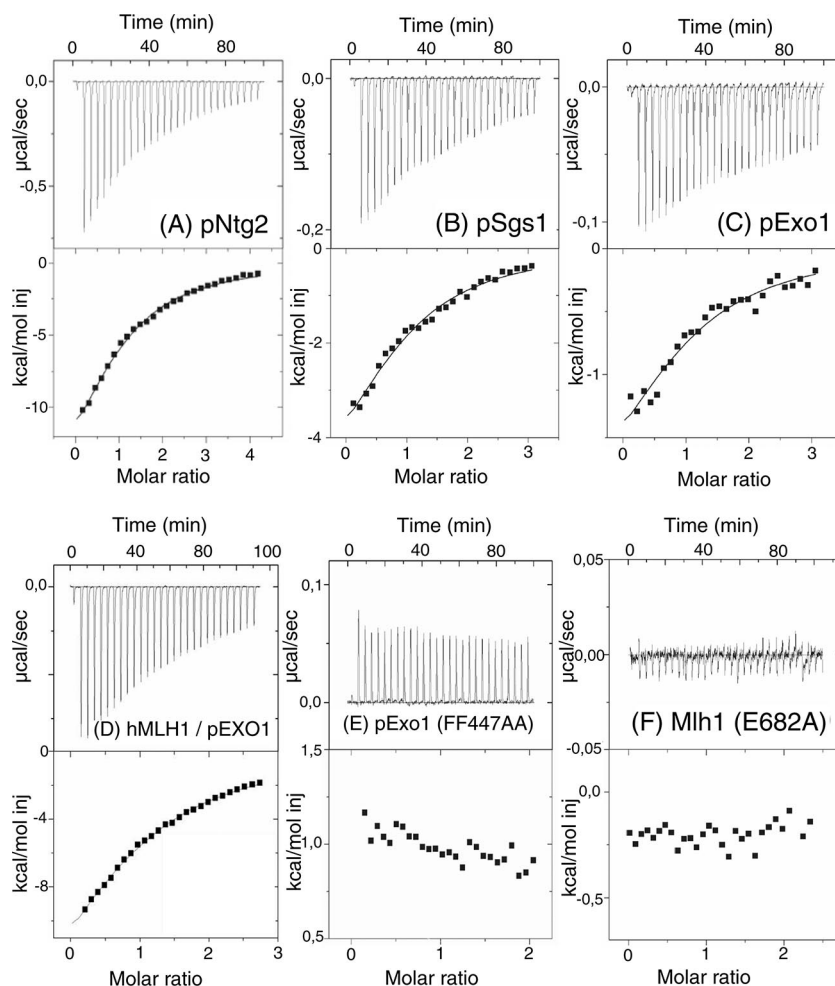 Time (min)
0 40 80
0,0
-0,5
µcal/sec
(A) pNtg2
0
-5
-10
kcal/mol inj
0 1 2 3 4
Molar ratio
Time (min)
0 40 80
0,0
-0,2
µcal/sec
(B) pSgs1
0
-2
-4
kcal/mol inj
0 1 2 3
Molar ratio
Time (min)
0 40 80
0,0
-0,1
µcal/sec
(C) pExo1
0
-1
kcal/mol inj
0 1 2 3
Molar ratio
Time (min)
0 20 40 60 80 100
0,0
µcal/sec
(D) hMLH1 / pEXO1
0
-4
-8
kcal/mol inj
0 1 2 3
Molar ratio
Time (min)
0 40 80
0,1
0,0
µcal/sec
(E) pExo1 (FF447AA)
1,5
1,0
0,5
kcal/mol inj
0 1 2
Molar ratio
Time (min)
0 40 80
0,05
0,00
-0,05
µcal/sec
(F) Mlh1 (E682A)
0,0
-0,5
kcal/mol inj
0 1 2
Molar ratio